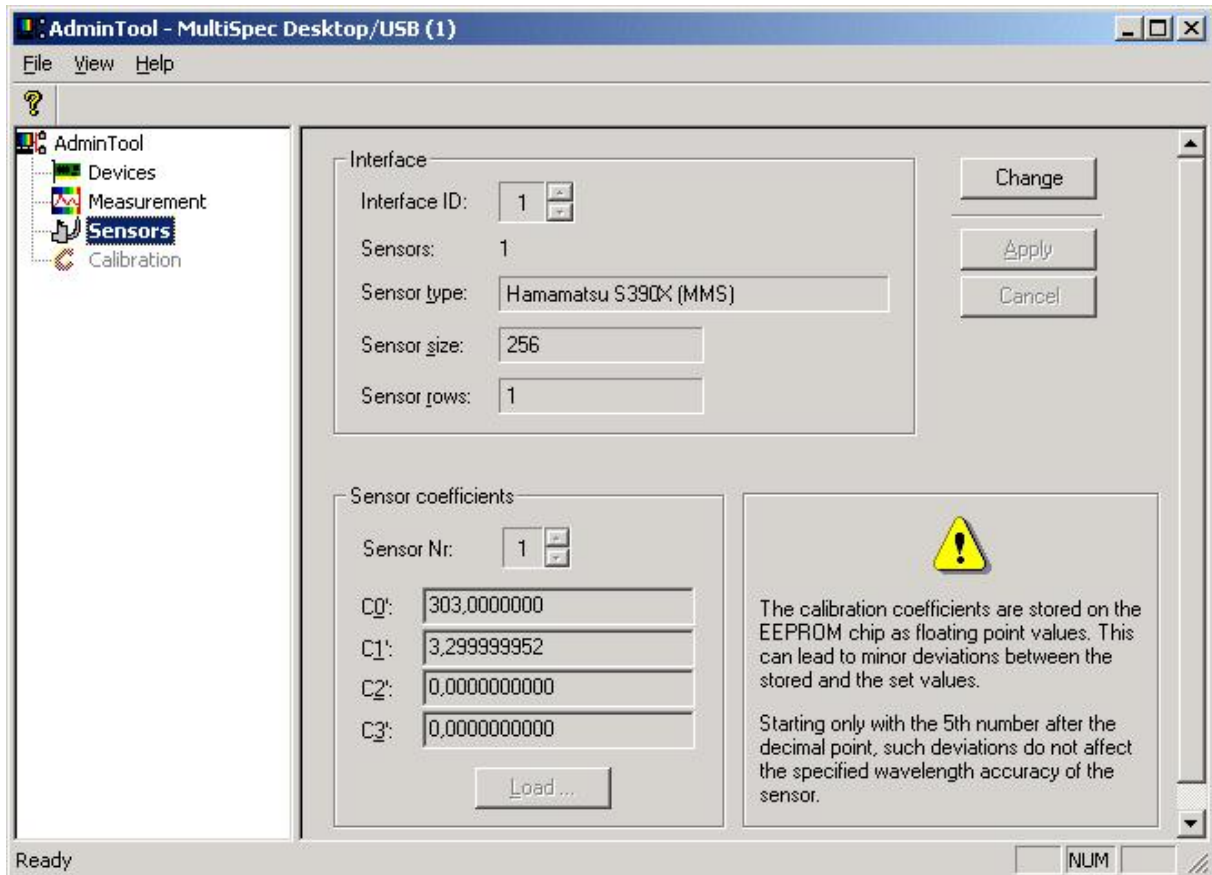 AdminTool - MultiSpec Desktop/USB (1)
File View Help
AdminTool
Devices
Measurement
Sensors
Calibration
Interface
Interface ID: 1
Sensors: 1
Sensor type: Hamamatsu S390X (MMS)
Sensor size: 256
Sensor rows: 1
Change
Apply
Cancel
Sensor coefficients
Sensor Nr: 1
C0': 303,0000000
C1': 3,299999952
C2': 0,0000000000
C3': 0,0000000000
Load ...
The calibration coefficients are stored on the
EEPROM chip as floating point values. This
can lead to minor deviations between the
stored and the set values.
Starting only with the 5th number after the
decimal point, such deviations do not affect
the specified wavelength accuracy of the
sensor.
Ready
NUM